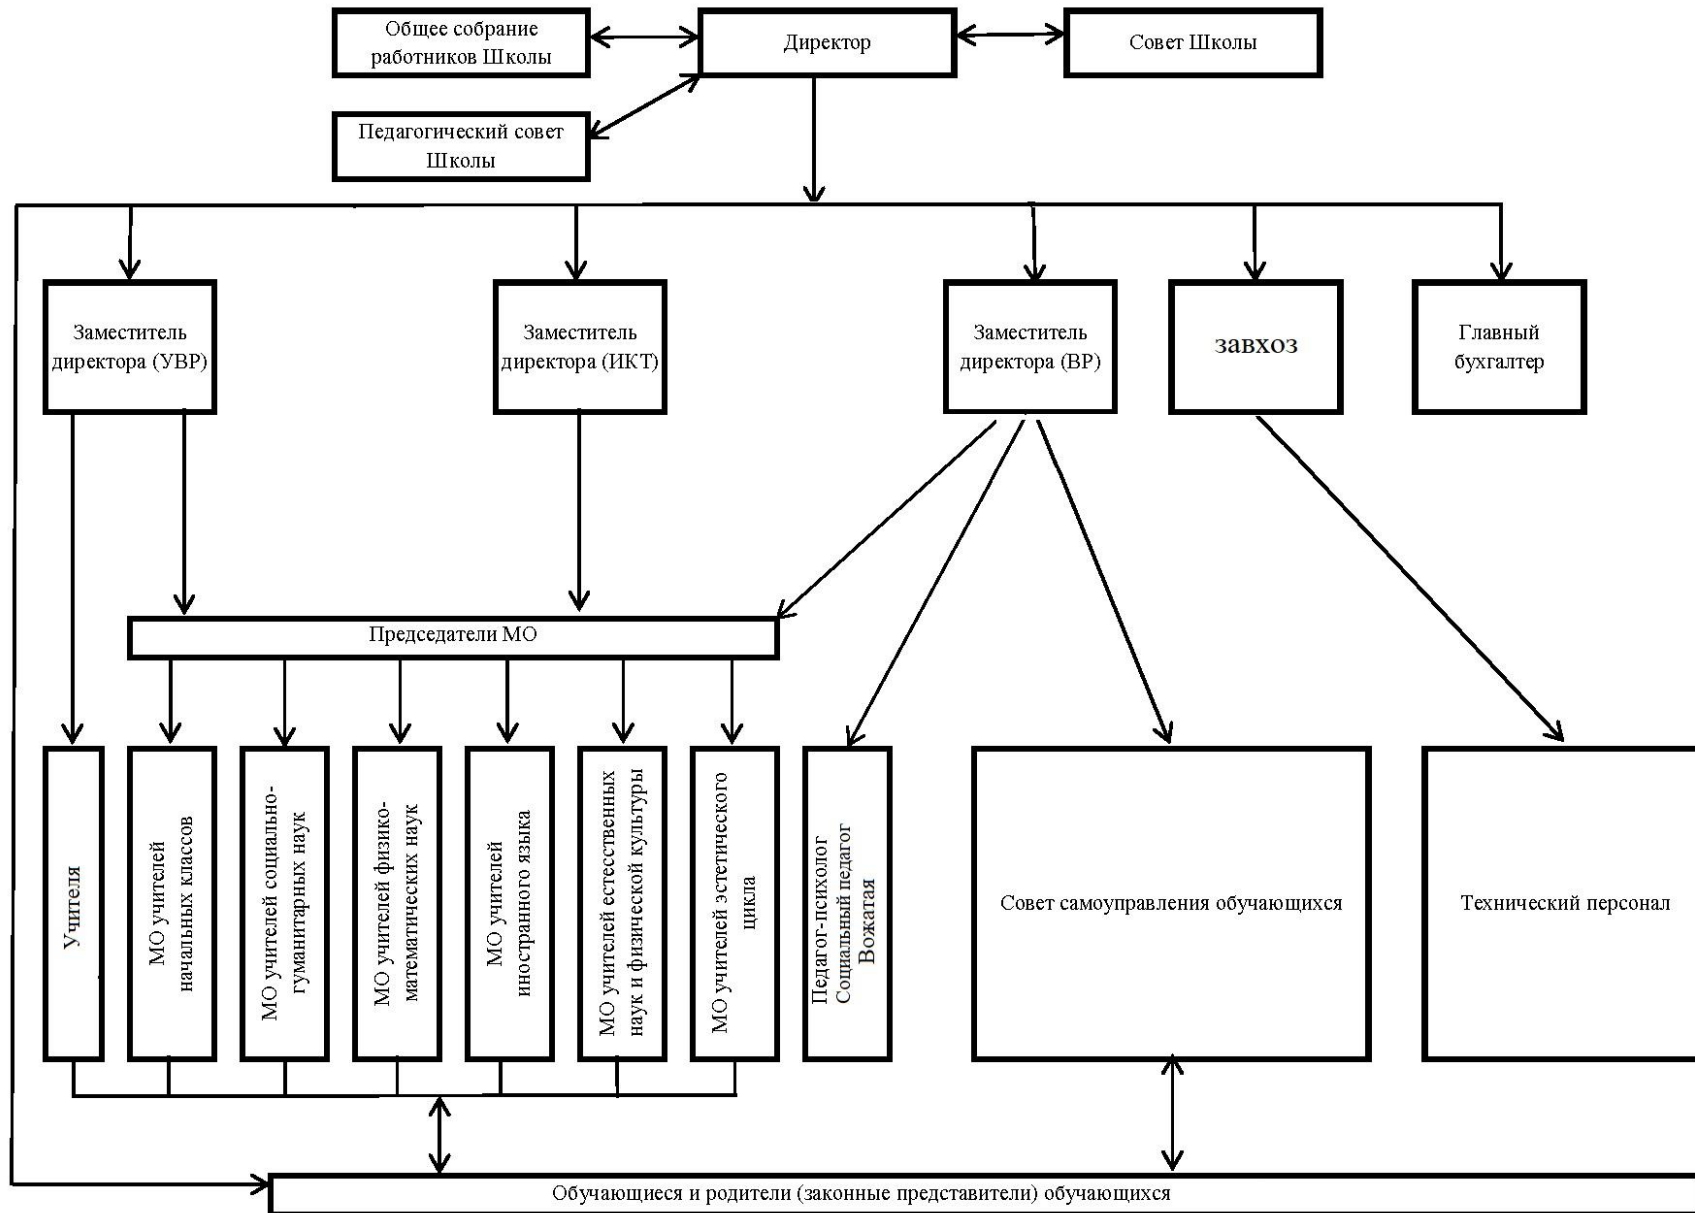 Общее собрание
работников Школы
Директор
Совет Школы
Педагогический совет
Школы
Заместитель
директора (УВР)
Заместитель
директора (ИКТ)
Заместитель
директора (ВР)
завхоз
Главный
бухгалтер
Председатели МО
Учителя
МО учителей
начальных классов
МО учителей социально-
гуманитарных наук
МО учителей физико-
математических наук
МО учителей
иностранного языка
МО учителей естесственных
наук и физической культуры
МО учителей эстетического
цикла
Педагог-психолог
Социальный педагог
Вожатая
Совет самоуправления обучающихся
Технический персонал
Обучающиеся и родители (законные представители) обучающихся